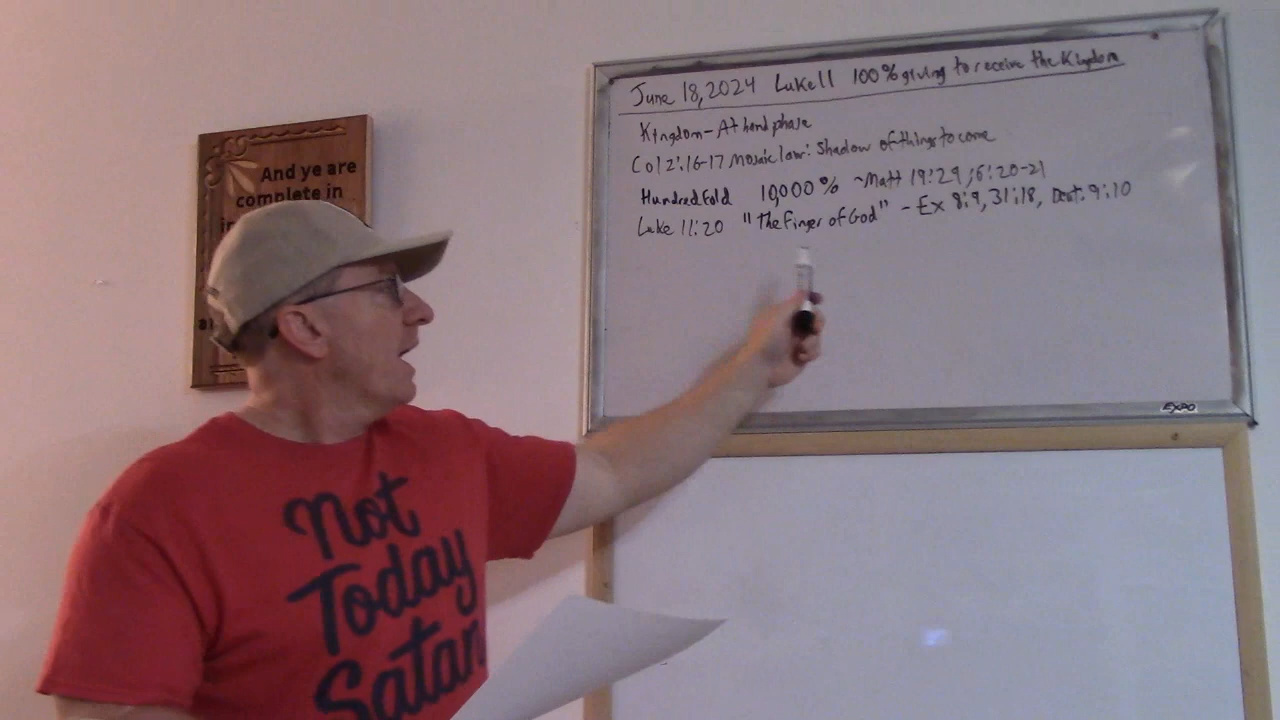 And ye are
complete in
June 18, 2024 Luke 11 100% giving to receive the Kingdom
Kingdom - At hand phase
Col 2:16-17 Mosaic law: Shadow of things to come
Hundredfold 10,000% ~Matt 19:29; 6:20-21
Luke 11:20 "The Finger of God" - Ex 8:9, 31:18, Deut. 9:10
EXPO
Not
Today
Satan